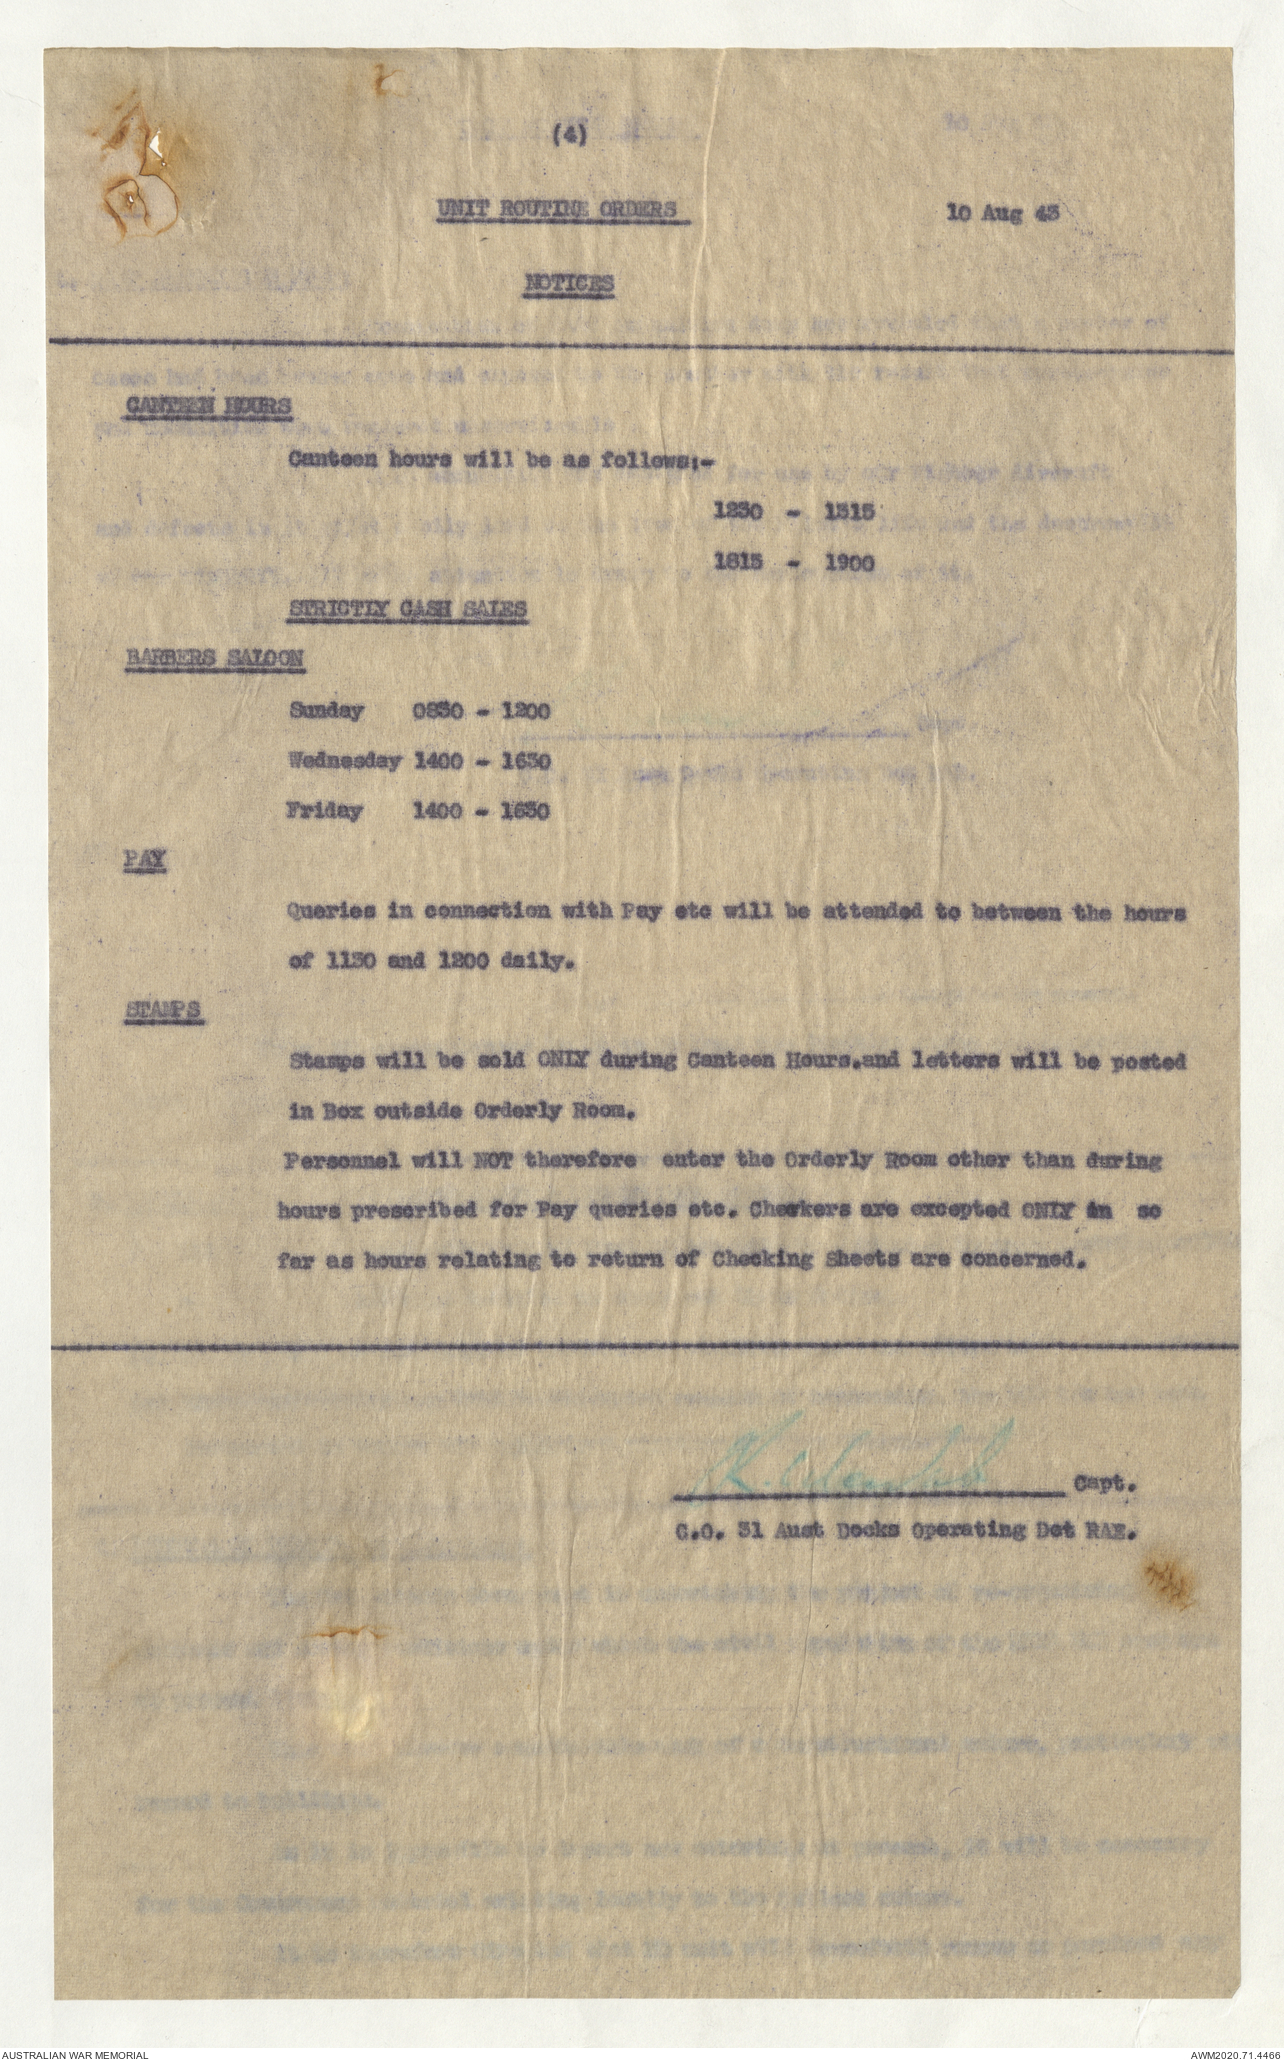 (4)
UNIT ROUTINE ORDERS 10 Aug 43
NOTICES
CANTEEN HOURS
Canteen hours will be as follows:-
1230 - 1315
1815 - 1900
STRICTLY CASH SALES
BARBERS SALOON
Sunday 0830 - 1200
Wednesday 1400 - 1630
Friday 1400 - 1630
PAY
Queries in connection with Pay etc will be attended to between the hours
of 1130 and 1200 daily.
STAMPS
Stamps will be sold ONLY during Canteen Hours.and letters will be posted
in Box outside Orderly Room.
Personnel will NOT therefore enter the Orderly Room other than during
hours prescribed for Pay queries etc. Checkers are excepted ONLY in so
far as hours relating to return of Checking Sheets are concerned.
Capt.
C.O. 31 Aust Docks Operating Det RAE.
AUSTRALIAN WAR MEMORIAL AWM2020.71.4466